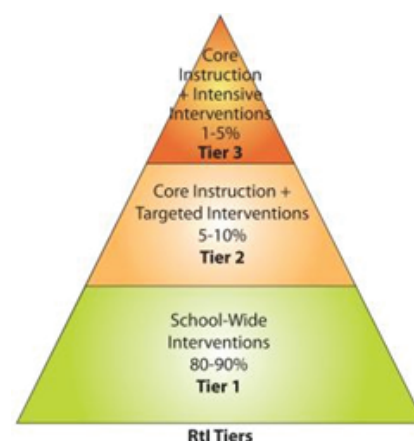 Core
Instruction
+ Intensive
Interventions
1-5%
Tier 3
Core Instruction +
Targeted Interventions
5-10%
Tier 2
School-Wide
Interventions
80-90%
Tier 1
RtI Tiers